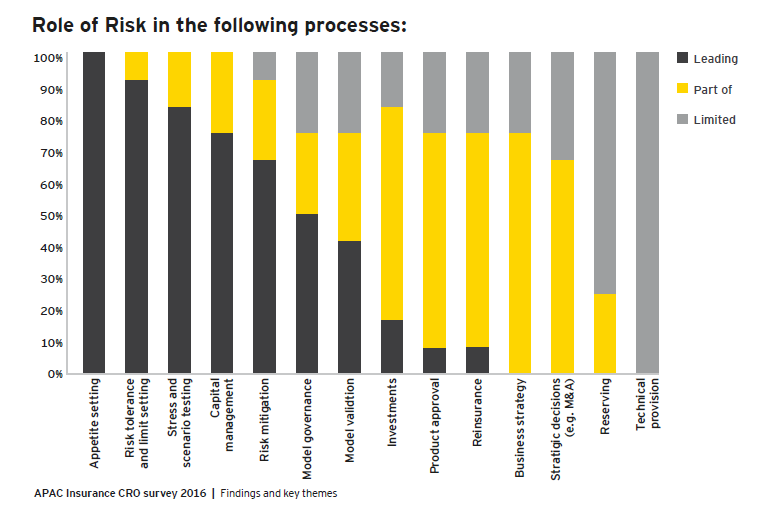 Role of Risk in the following processes:
100%
90%
80%
70%
60%
50%
40%
30%
20%
10%
0%
Leading
Part of
Limited
Appetite setting
Risk tolerance
and limit setting
Stress and
scenario testing
Capital
management
Risk mitigation
Model governance
Model validtion
Investments
Product approval
Reinsurance
Business strategy
Stratigic decisions
(e.g. M&A)
Reserving
Technical
provision
APAC Insurance CRO survey 2016 | Findings and key themes